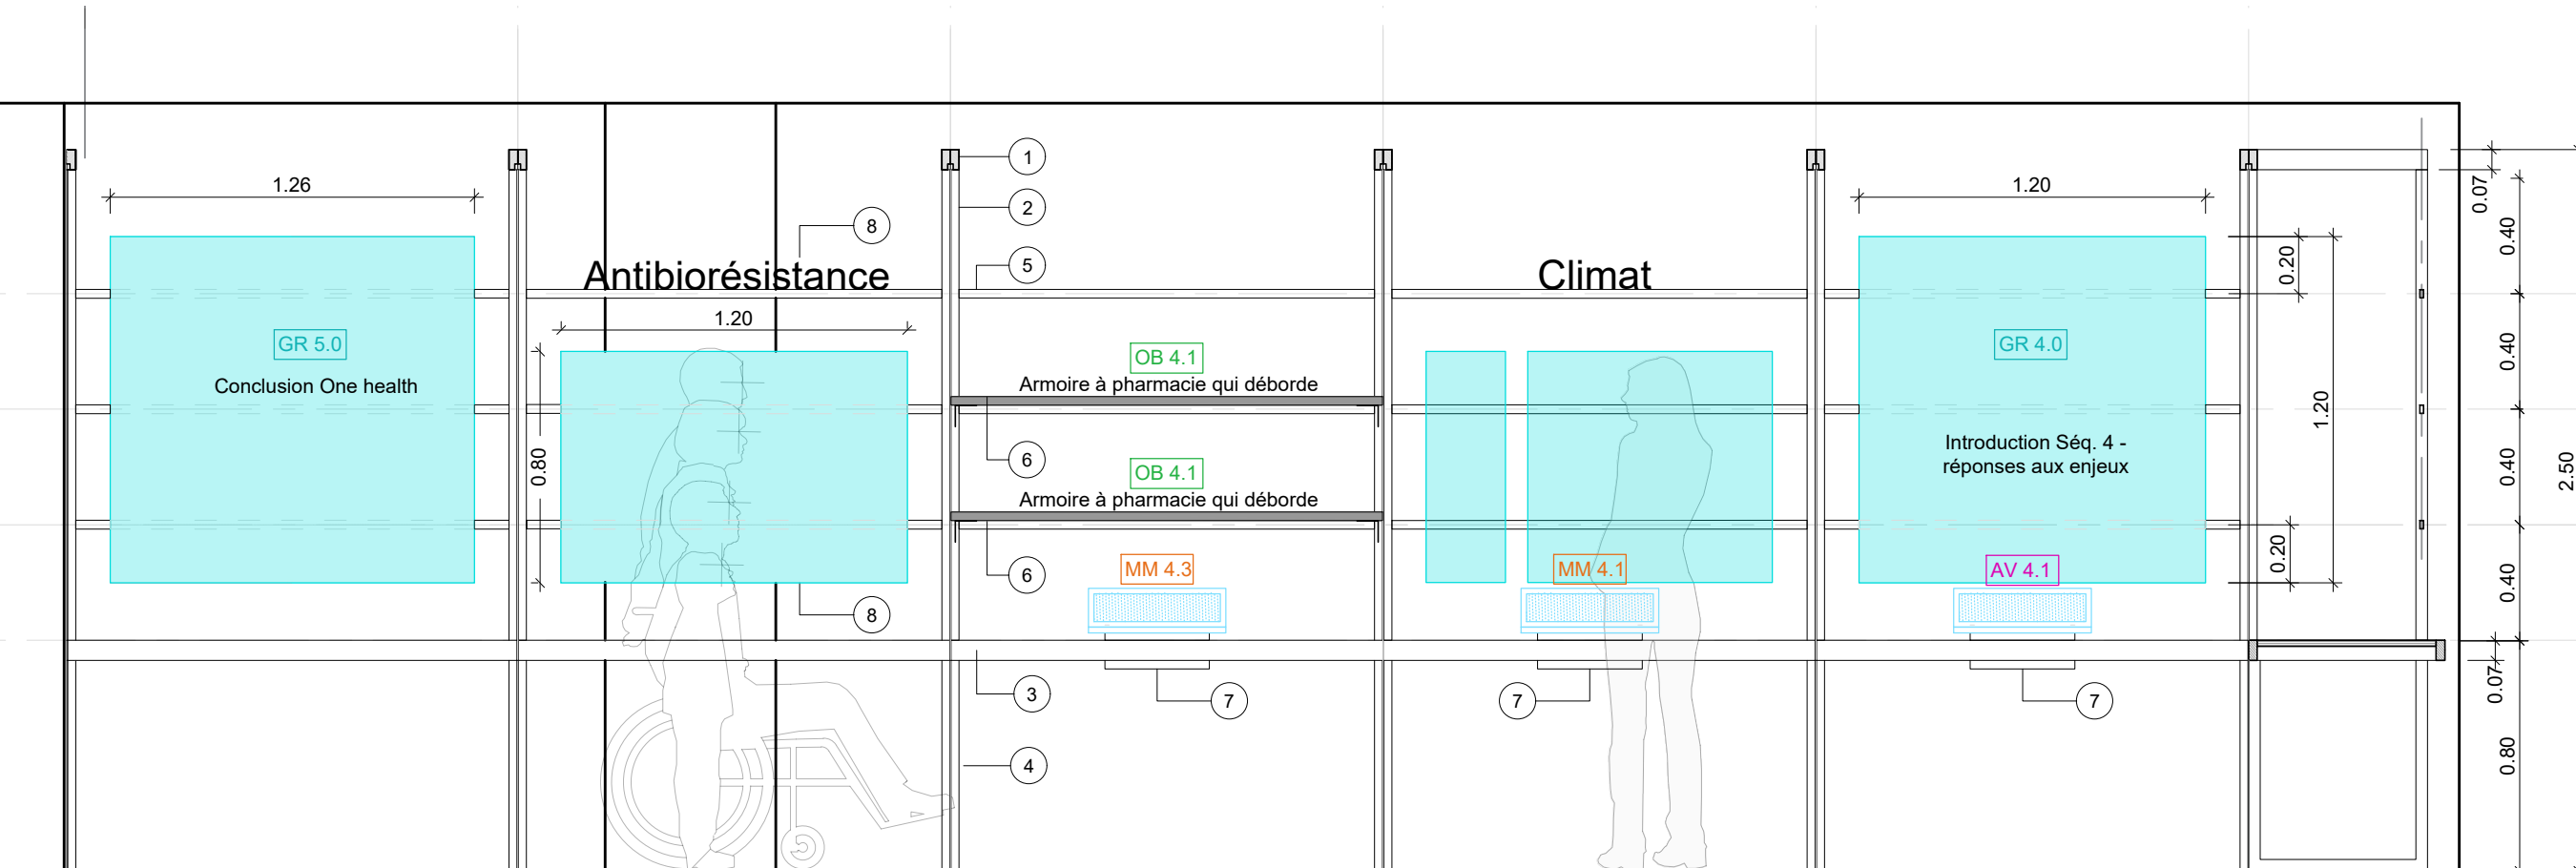 1
0.07
1.26
1.20
2
8
0.40
Antibiorésistance
5
Climat
0.20
1.20
GR 5.0
OB 4.1
GR 4.0
0.40
Conclusion One health
Armoire à pharmacie qui déborde
1.20
Introduction Séq. 4 -
réponses aux enjeux
0.80
6
OB 4.1
0.40
2.50
Armoire à pharmacie qui déborde
0.20
MM 4.3
MM 4.1
AV 4.1
6
0.40
8
3
7
7
7
0.07
4
0.80